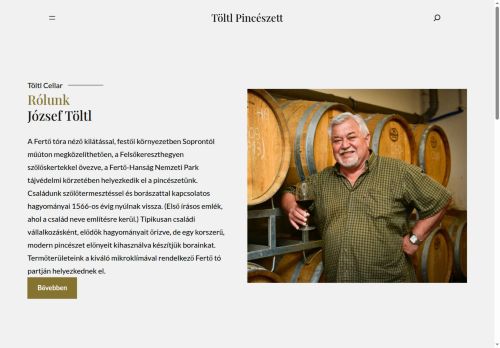 Töltl Pincészett
Töltl Cellar
Rólunk
József Töltl
A Fertő tóra néző kilátással, festői környezetben Soprontól
műúton megközelíthetően, a Felsőkereszthegyen
szőlőskertekkel övezve, a Fertő-Hanság Nemzeti Park
tájvédelmi körzetében helyezkedik el a pincészetünk.
Családunk szőlőtermesztéssel és borászattal kapcsolatos
hagyományai 1566-os évig nyúlnak vissza. (Első írásos emlék,
ahol a család neve említésre kerül.) Tipikusan családi
vállalkozásként, elődök hagyományait őrizve, de egy korszerű,
modern pincészet előnyeit kihasználva készítjük borainkat.
Termőterületeink a kiváló mikroklímával rendelkező Fertő tó
partján helyezkednek el.
Bővebben